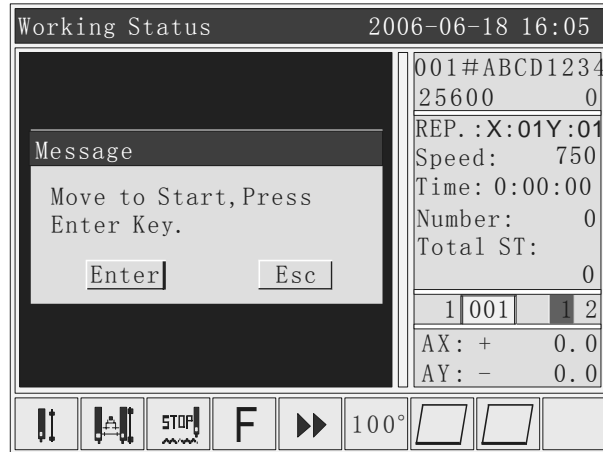 Working Status 2006-06-18 16:05
001#ABCD1234
25600 0
REP.:X:01Y:01
Speed: 750
Time: 0:00:00
Number: 0
Total ST:
0
1 001 1 2
AX: + 0.0
AY: - 0.0
Message
Move to Start,Press
Enter Key.
Enter Esc
STOP F 100°